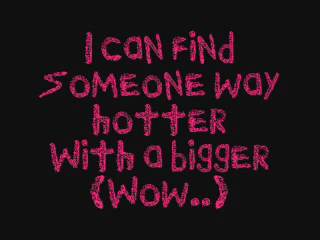 I CAN FiNd
SOMEONE WAY
hottER
With a biggER
(WOW..)